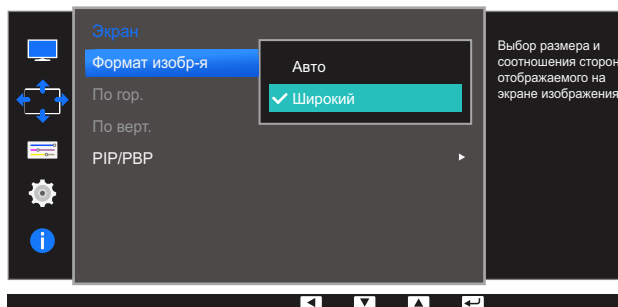 Экран
Формат изобр-я
Авто
Широкий
По гор.
По верт.
PIP/PBP
Выбор размера и
соотношения сторон
отображаемого на
экране изображения